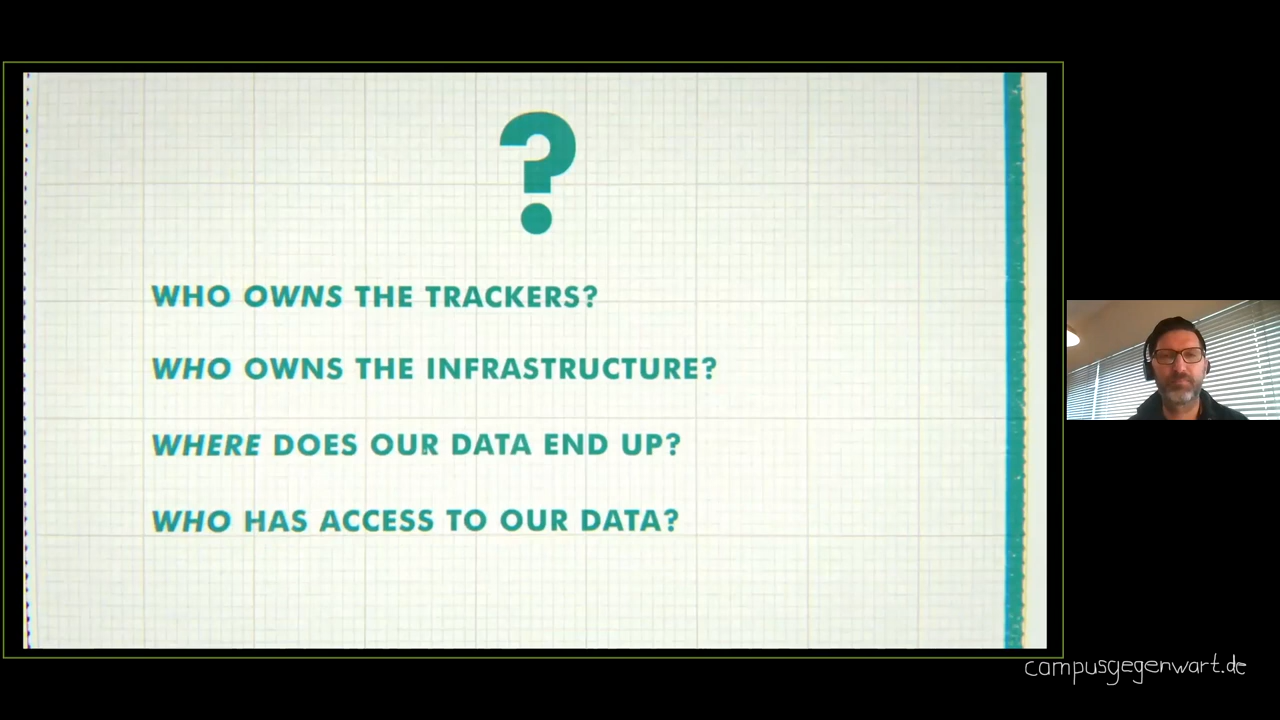 ?
WHO OWNS THE TRACKERS?
WHO OWNS THE INFRASTRUCTURE?
WHERE DOES OUR DATA END UP?
WHO HAS ACCESS TO OUR DATA?
campusgegenwart.de